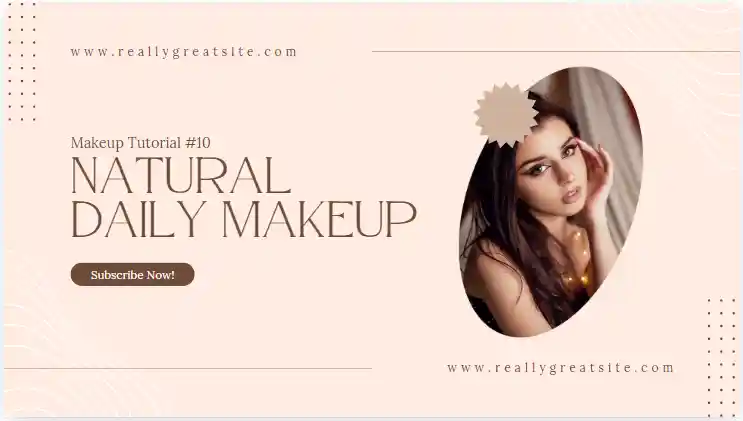 www.reallygreatsite.com
Makeup Tutorial #10
NATURAL
DAILY MAKEUP
Subscribe Now!
www.reallygreatsite.com